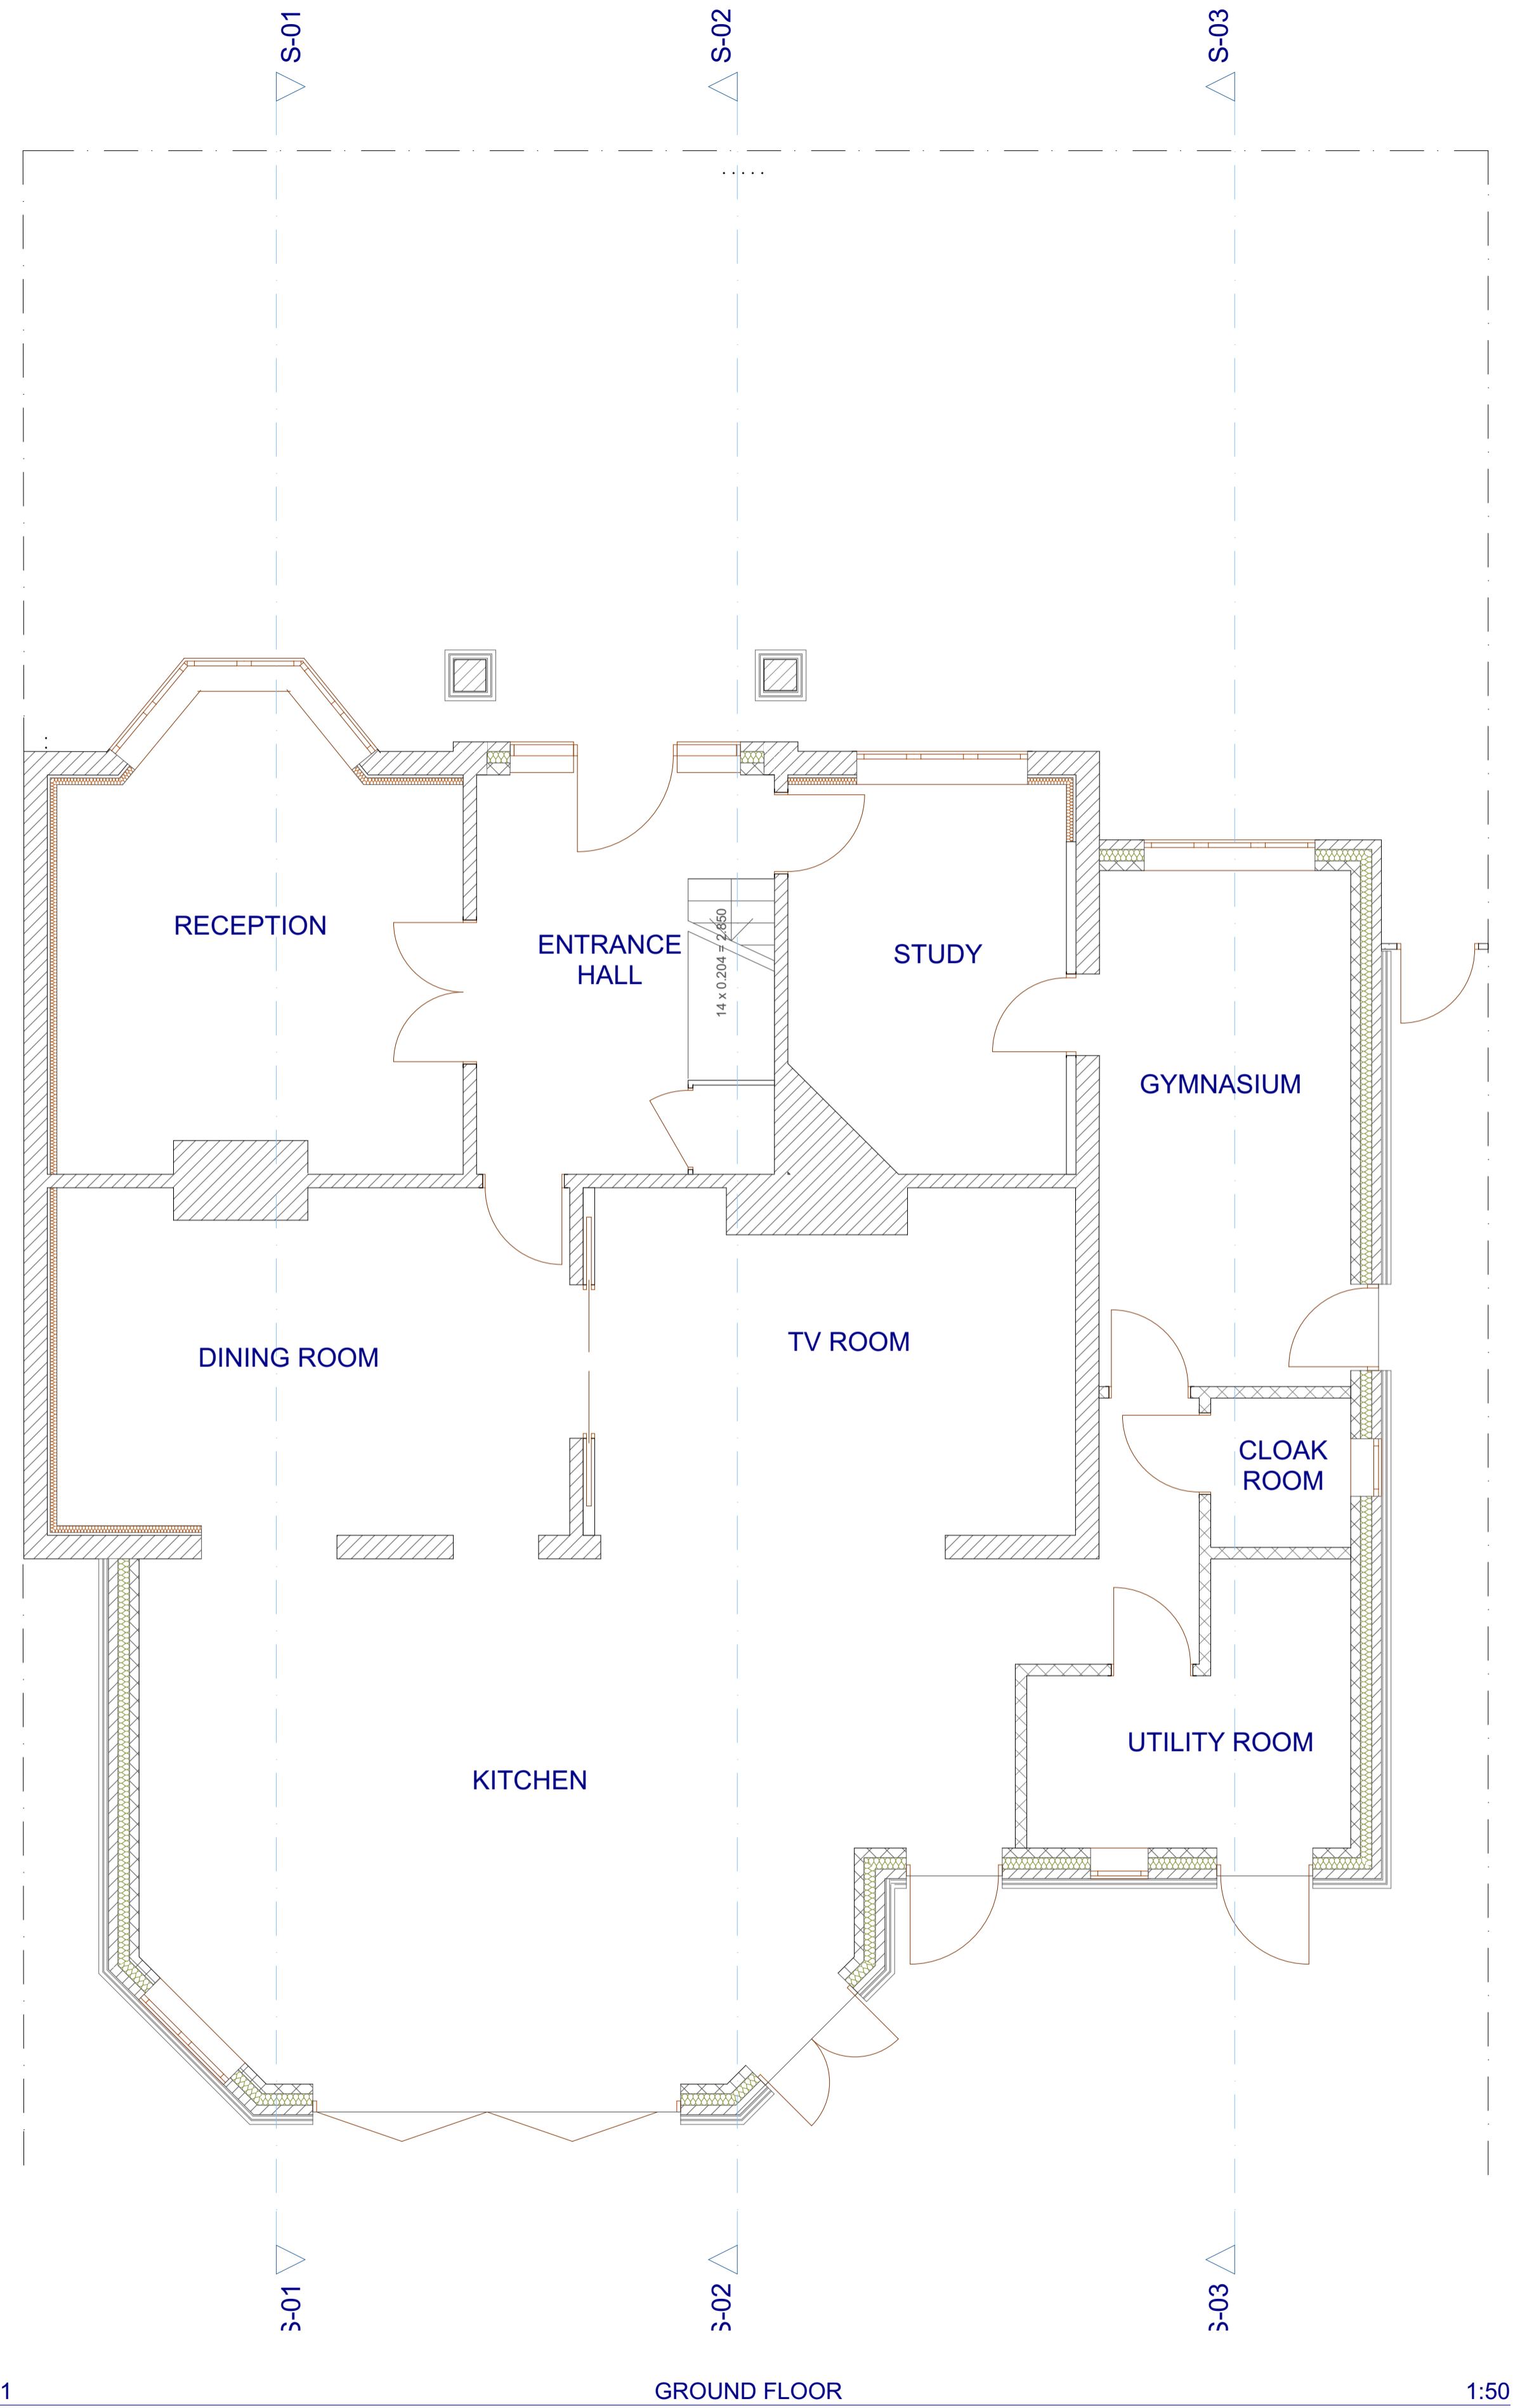 S-01
S-02
S-03
RECEPTION
ENTRANCE
HALL
14 x 0.204 = 2.850
STUDY
GYMNASIUM
DINING ROOM
TV ROOM
CLOAK
ROOM
UTILITY ROOM
KITCHEN
S-01
S-02
S-03
1
GROUND FLOOR
1:50